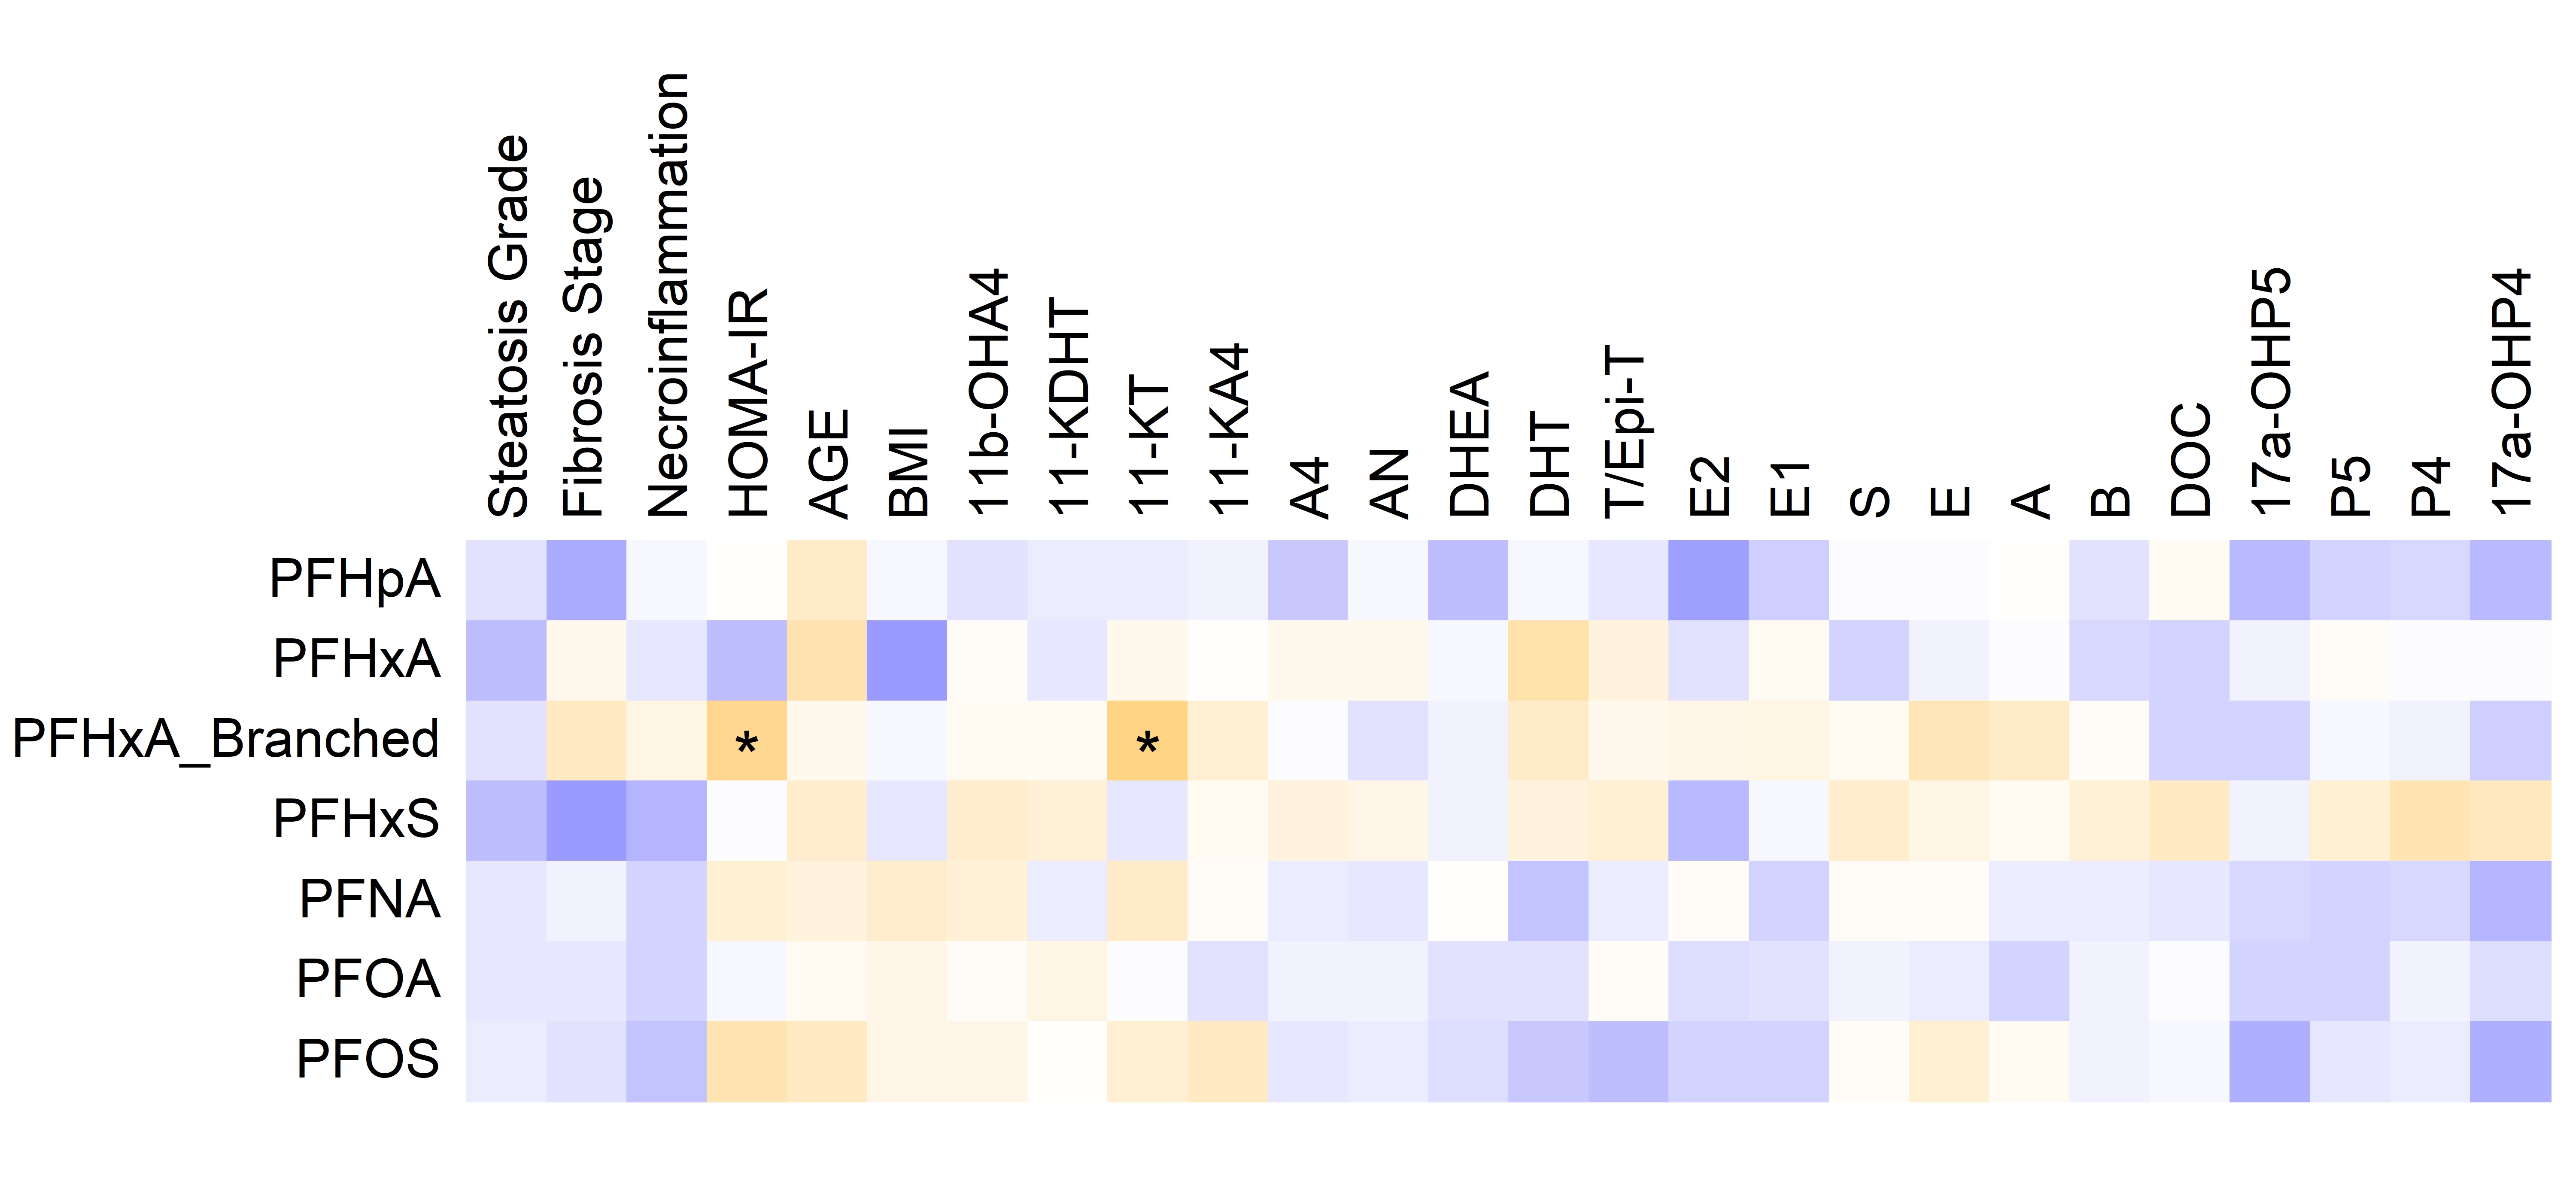 Steatosis Grade
Fibrosis Stage
Necroinflammation
HOMA-IR
AGE
BMI
11b-OHA4
11-KDHT
11-KT
11-KA4
A4
AN
DHEA
DHT
T/Epi-T
E2
E1
S
E
A
B
DOC
17a-OHP5
P5
P4
17a-OHP4
PFHpA
PFHxA
PFHxA_Branched * *
PFHxS
PFNA
PFOA
PFOS